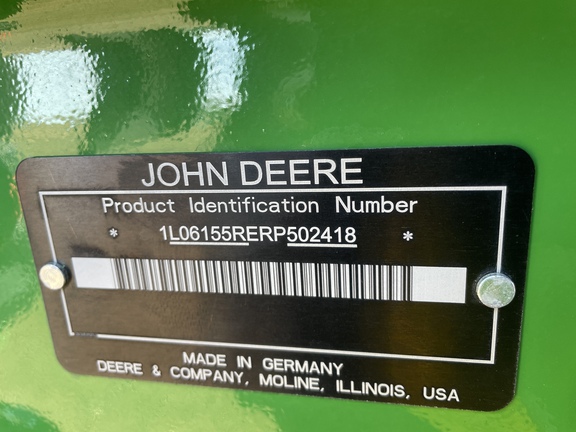 JOHN DEERE
Product Identification Number
* 1L06155RERP502418 *
MADE IN GERMANY
DEERE & COMPANY, MOLINE, ILLINOIS, USA